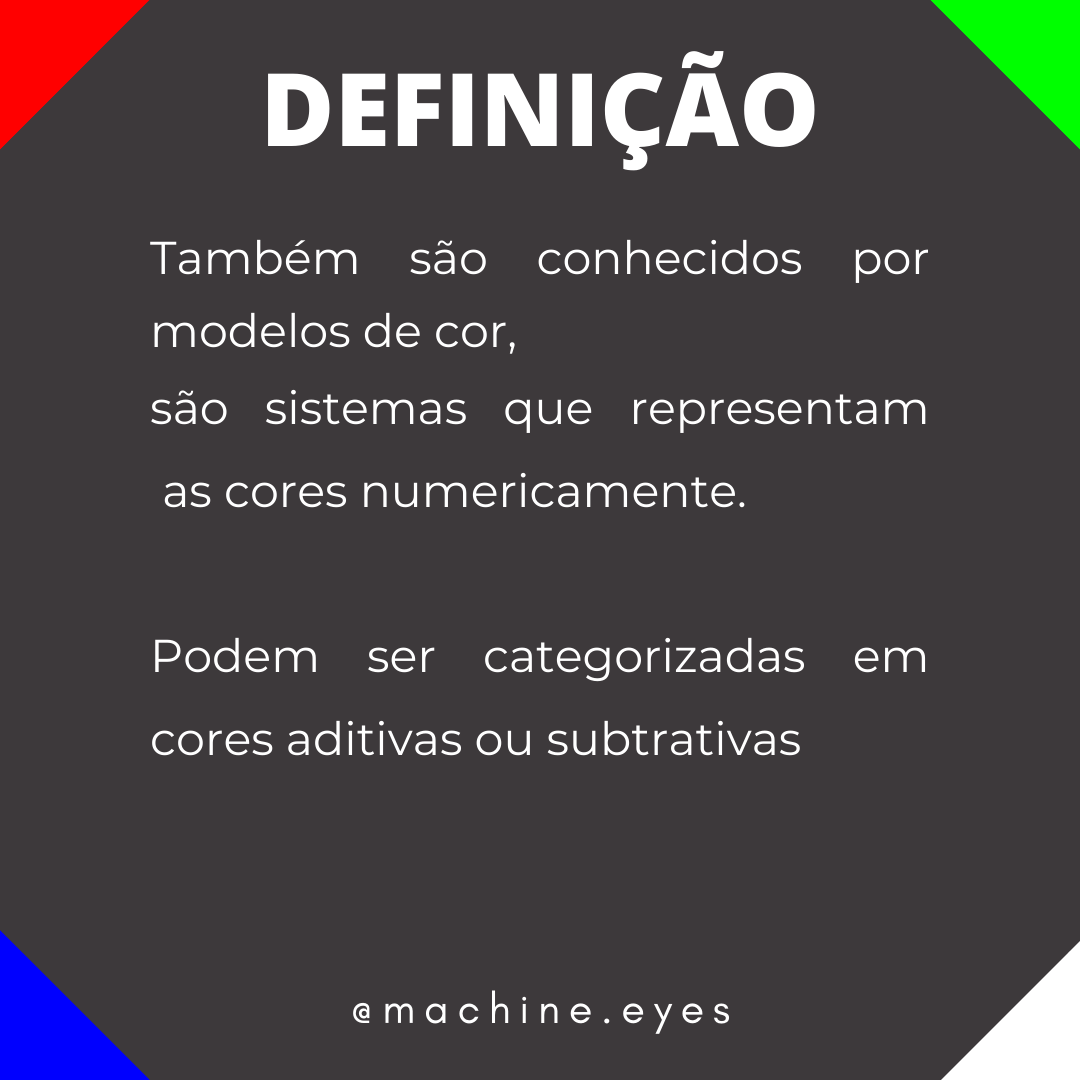 DEFINIÇÃO
Também são conhecidos por
modelos de cor,
são sistemas que representam
as cores numericamente.
Podem ser categorizadas em
cores aditivas ou subtrativas
@machine.eyes